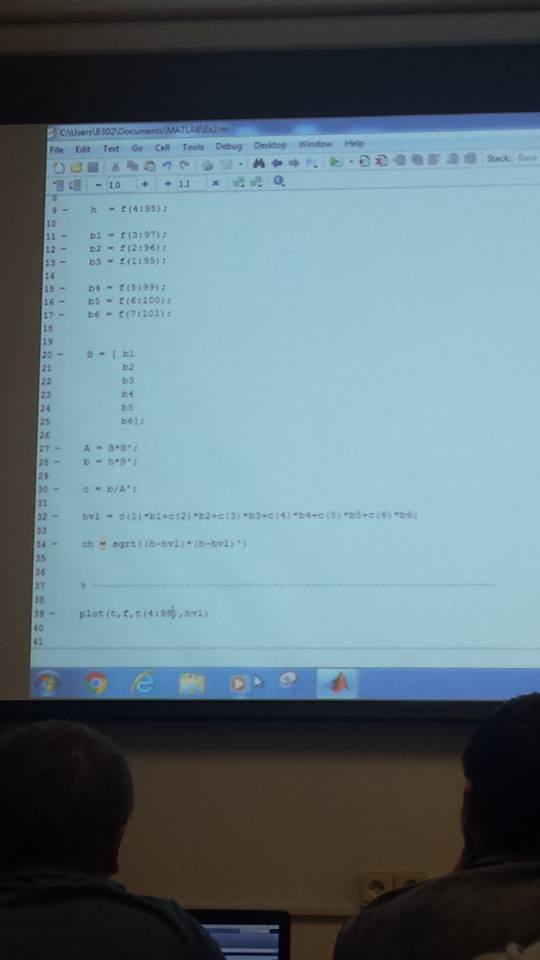 C:\Users\B302\Documents\MATLAB\Es2.m
File Edit Text Go Cell Tools Debug Desktop Window Help
Stack: Base
1.0 1.1
8
9 - h = f(4:98);
10
11 - b1 = f(3:97);
12 - b2 = f(2:96);
13 - b3 = f(1:95);
14
15 - b4 = f(5:99);
16 - b5 = f(6:100);
17 - b6 = f(7:101);
18
19
20 - B = [ b1
21 b2
22 b3
23 b4
24 b5
25 b6];
26
27 - A = B*B';
28 - b = h*B';
29
30 - c = b/A';
31
32 - hv1 = c(1)*b1+c(2)*b2+c(3)*b3+c(4)*b4+c(5)*b5+c(6)*b6;
33
34 - ch = sqrt((h-hv1)*(h-hv1)')
35
36
37 % ----------------------------------------------------------------
38
39 - plot(t,f,t(4:98),hv1)
40
41